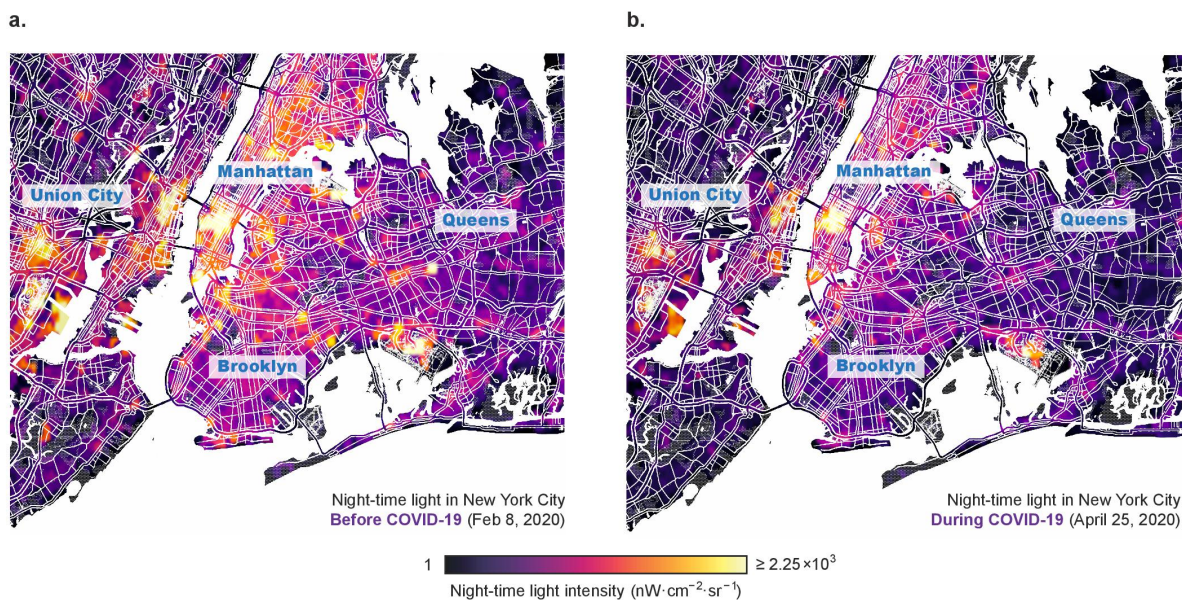 a.
b.
Manhattan
Union City
Queens
Brooklyn
Night-time light in New York City
Before COVID-19 (Feb 8, 2020)
Manhattan
Union City
Queens
Brooklyn
Night-time light in New York City
During COVID-19 (April 25, 2020)
1
≥ 2.25×10³
Night-time light intensity (nW·cm⁻²·sr⁻¹)